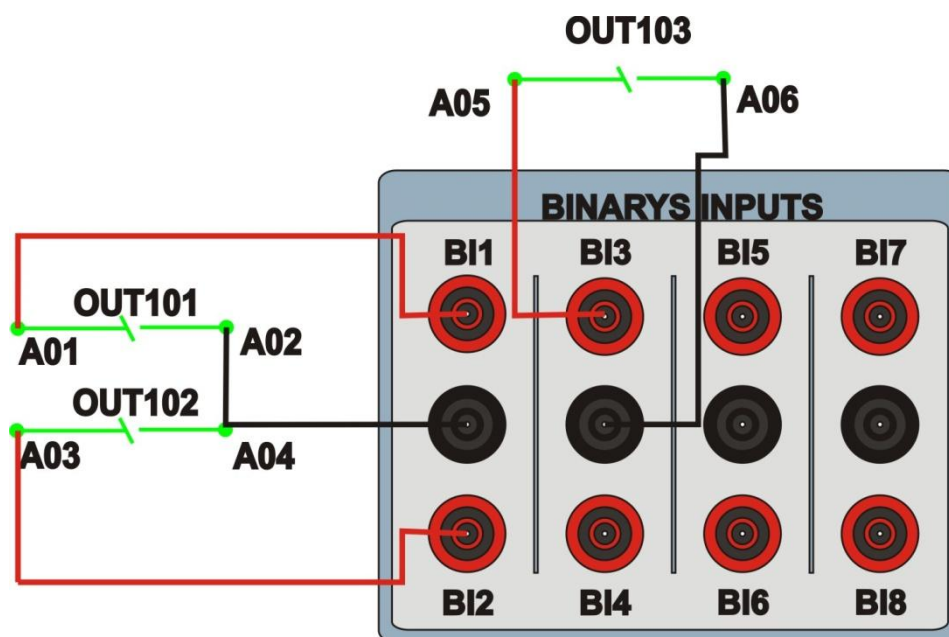 OUT103
A05 A06
BINARYS INPUTS
BI1 BI3 BI5 BI7
OUT101
A01 A02
OUT102
A03 A04
BI2 BI4 BI6 BI8